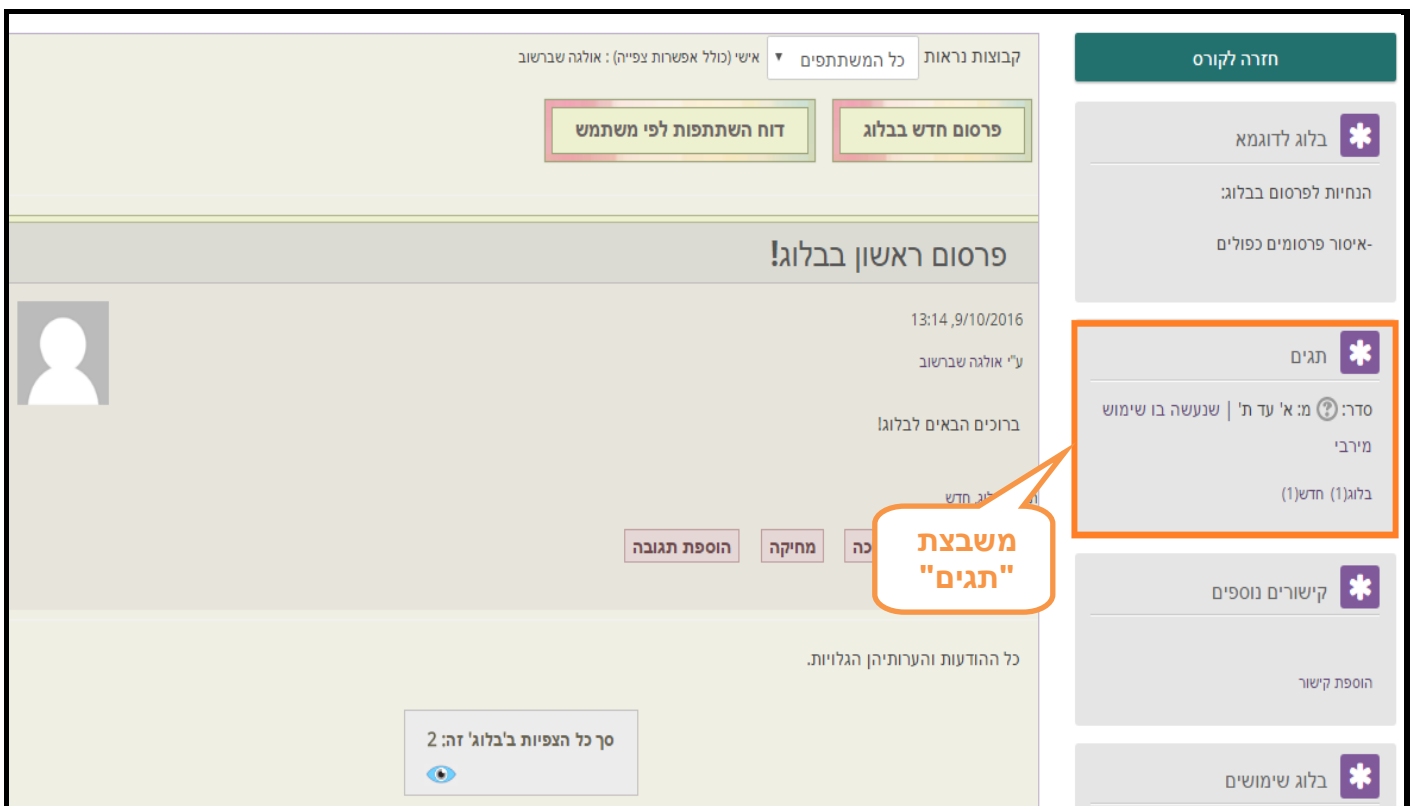 חזרה לקורס
בלוג לדוגמא
הנחיות לפרסום בבלוג:
-איסור פרסומים כפולים
תגים
סדר: ? מ: א' עד ת' | שנעשה בו שימוש
מירבי
בלוג(1) חדש(1)
קישורים נוספים
הוספת קישור
בלוג שימושים
קבוצות נראות כל המשתתפים ▼ אישי (כולל אפשרות צפייה) : אולגה שברשוב
פרסום חדש בבלוג
דוח השתתפות לפי משתמש
פרסום ראשון בבלוג!
13:14 ,9/10/2016
ע"י אולגה שברשוב
ברוכים הבאים לבלוג!
חדש
מחיקה
הוספת תגובה
משבצת
"תגים"
כל ההודעות והערותיהן הגלויות.
סך כל הצפיות ב'בלוג' זה: 2